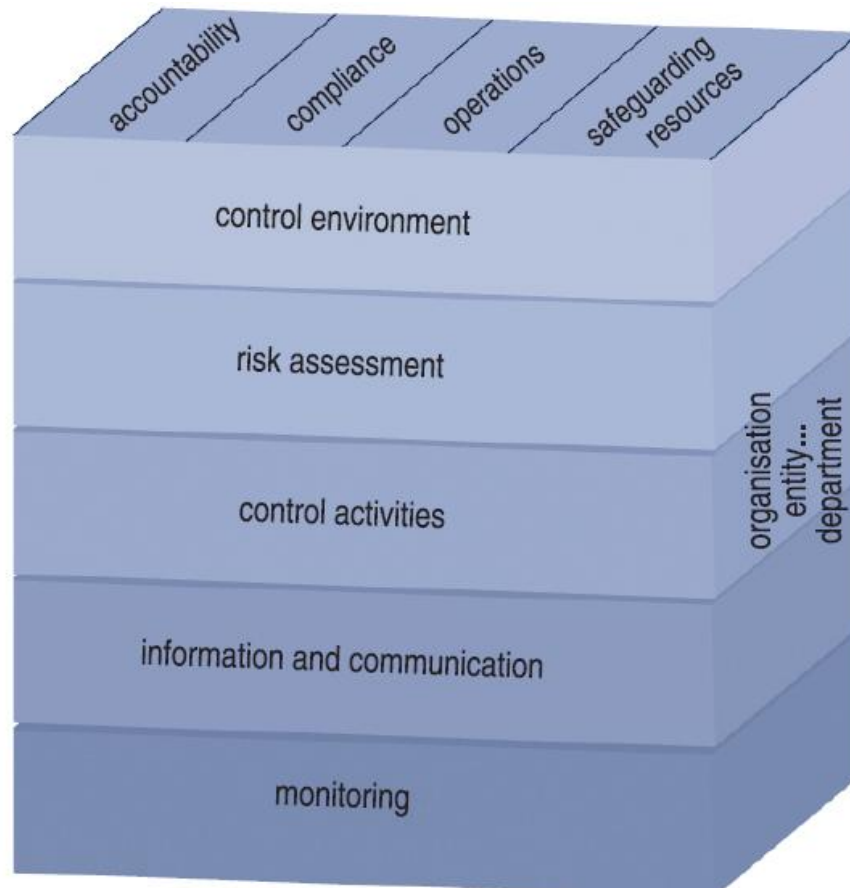 accountability
compliance
operations
safeguarding
resources
control environment
risk assessment
control activities
information and communication
monitoring
organisation
entity...
department